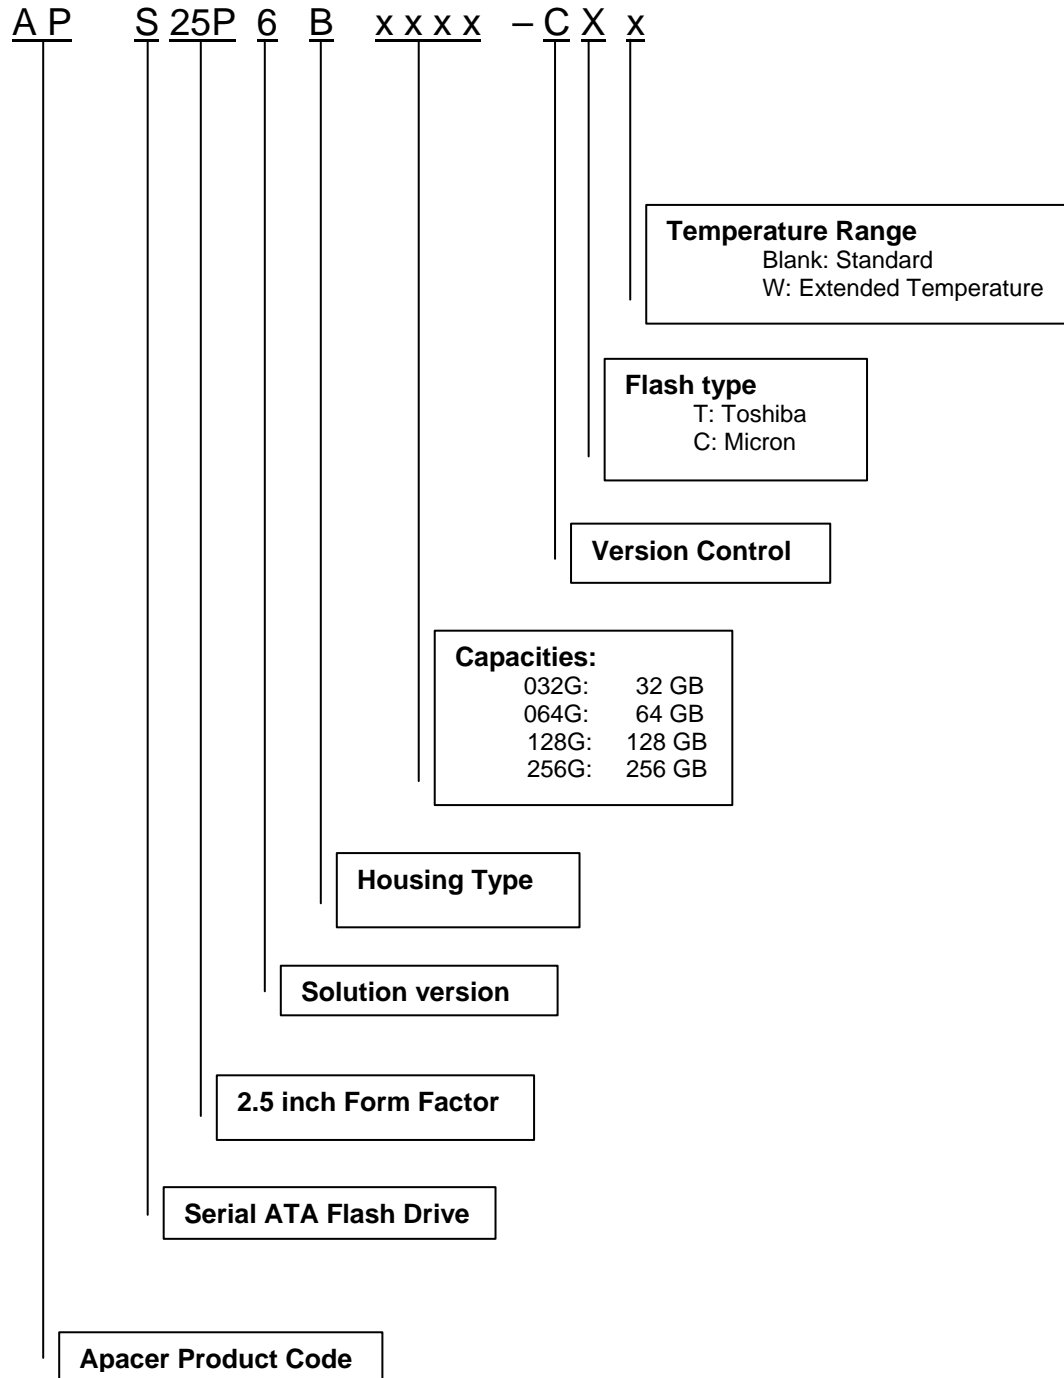 A P S 25P 6 B x x x x – C X x
Temperature Range
Blank: Standard
W: Extended Temperature
Flash type
T: Toshiba
C: Micron
Version Control
Capacities:
032G: 32 GB
064G: 64 GB
128G: 128 GB
256G: 256 GB
Housing Type
Solution version
2.5 inch Form Factor
Serial ATA Flash Drive
Apacer Product Code